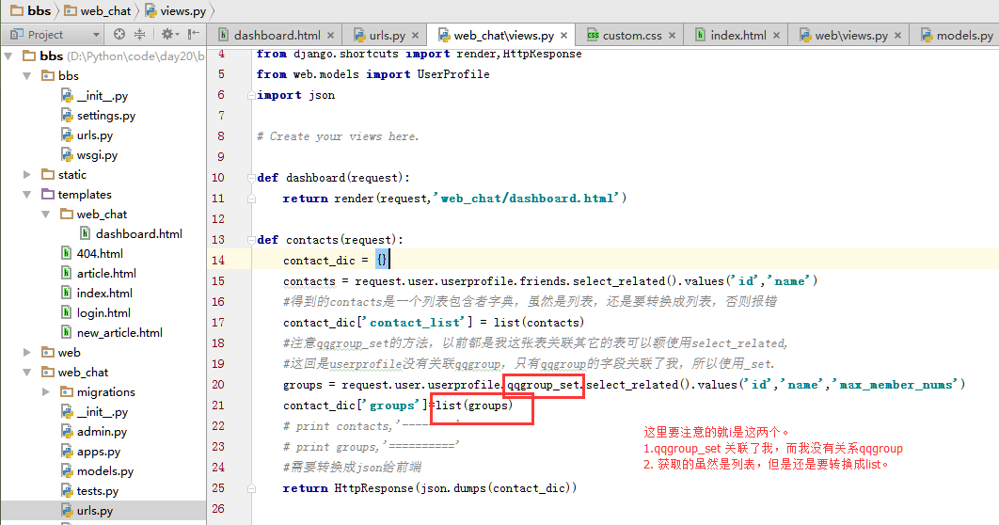 bbs web_chat views.py
Project dashboard.html urls.py web_chat\views.py custom.css index.html web\views.py models.py
bbs (D:\Python\code\day20\b
bbs
__init__.py
settings.py
urls.py
wsgi.py
static
templates
web_chat
dashboard.html
404.html
article.html
index.html
login.html
new_article.html
web
web_chat
migrations
__init__.py
admin.py
apps.py
models.py
tests.py
urls.py
4 from django.shortcuts import render,HttpResponse
5 from web.models import UserProfile
6 import json
7
8 # Create your views here.
9
10 def dashboard(request):
11 return render(request,'web_chat/dashboard.html')
12
13 def contacts(request):
14 contact_dic = {}
15 contacts = request.user.userprofile.friends.select_related().values('id','name')
16 #得到的contacts是一个列表包含者字典，虽然是列表，还是要转换成列表，否则报错
17 contact_dic['contact_list'] = list(contacts)
18 #注意qqgroup_set的方法，以前都是我这张表关联其它的表可以额使用select_related,
19 #这回是userprofile没有关联qqgroup，只有qqgroup的字段关联了我，所以使用_set.
20 groups = request.user.userprofile.qqgroup_set.select_related().values('id','name','max_member_nums')
21 contact_dic['groups']=list(groups)
22 # print contacts,'
23 # print groups,'=========='
24 #需要转换成json给前端
25 return HttpResponse(json.dumps(contact_dic))
26
这里要注意的就i是这两个。
1.qqgroup_set 关联了我，而我没有关系qqgroup
2. 获取的虽然是列表，但是还是要转换成list。